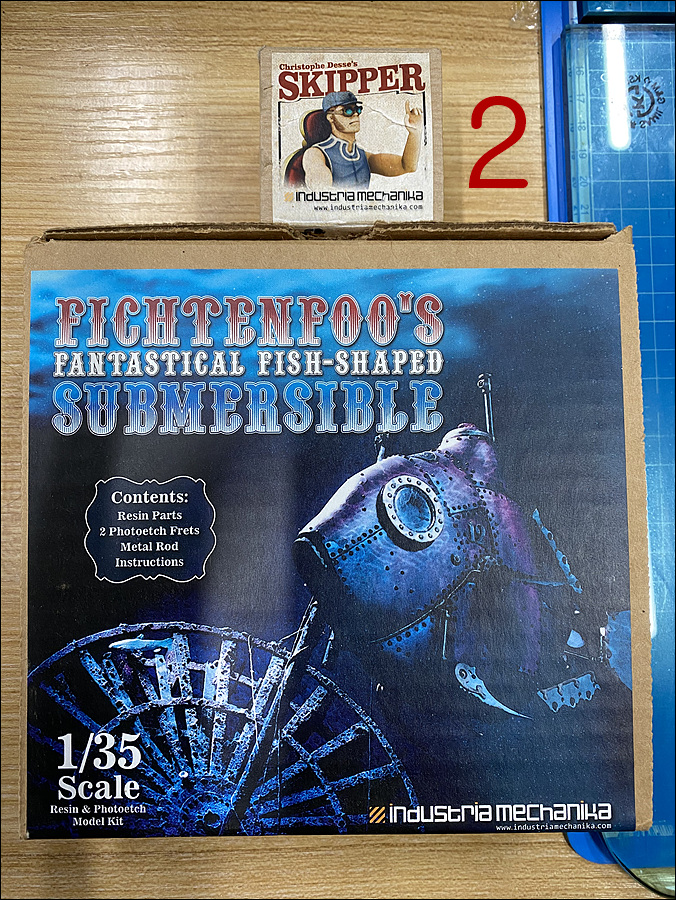 Christophe Desse's
SKIPPER
industria mechanika
www.industriamechanika.com
2
FICHTENFOO'S
FANTASTICAL FISH-SHAPED
SUBMERSIBLE
Contents:
Resin Parts
2 Photoetch Frets
Metal Rod
Instructions
1/35
Scale
Resin & Photoetch
Model Kit
industria mechanika
www.industriamechanika.com